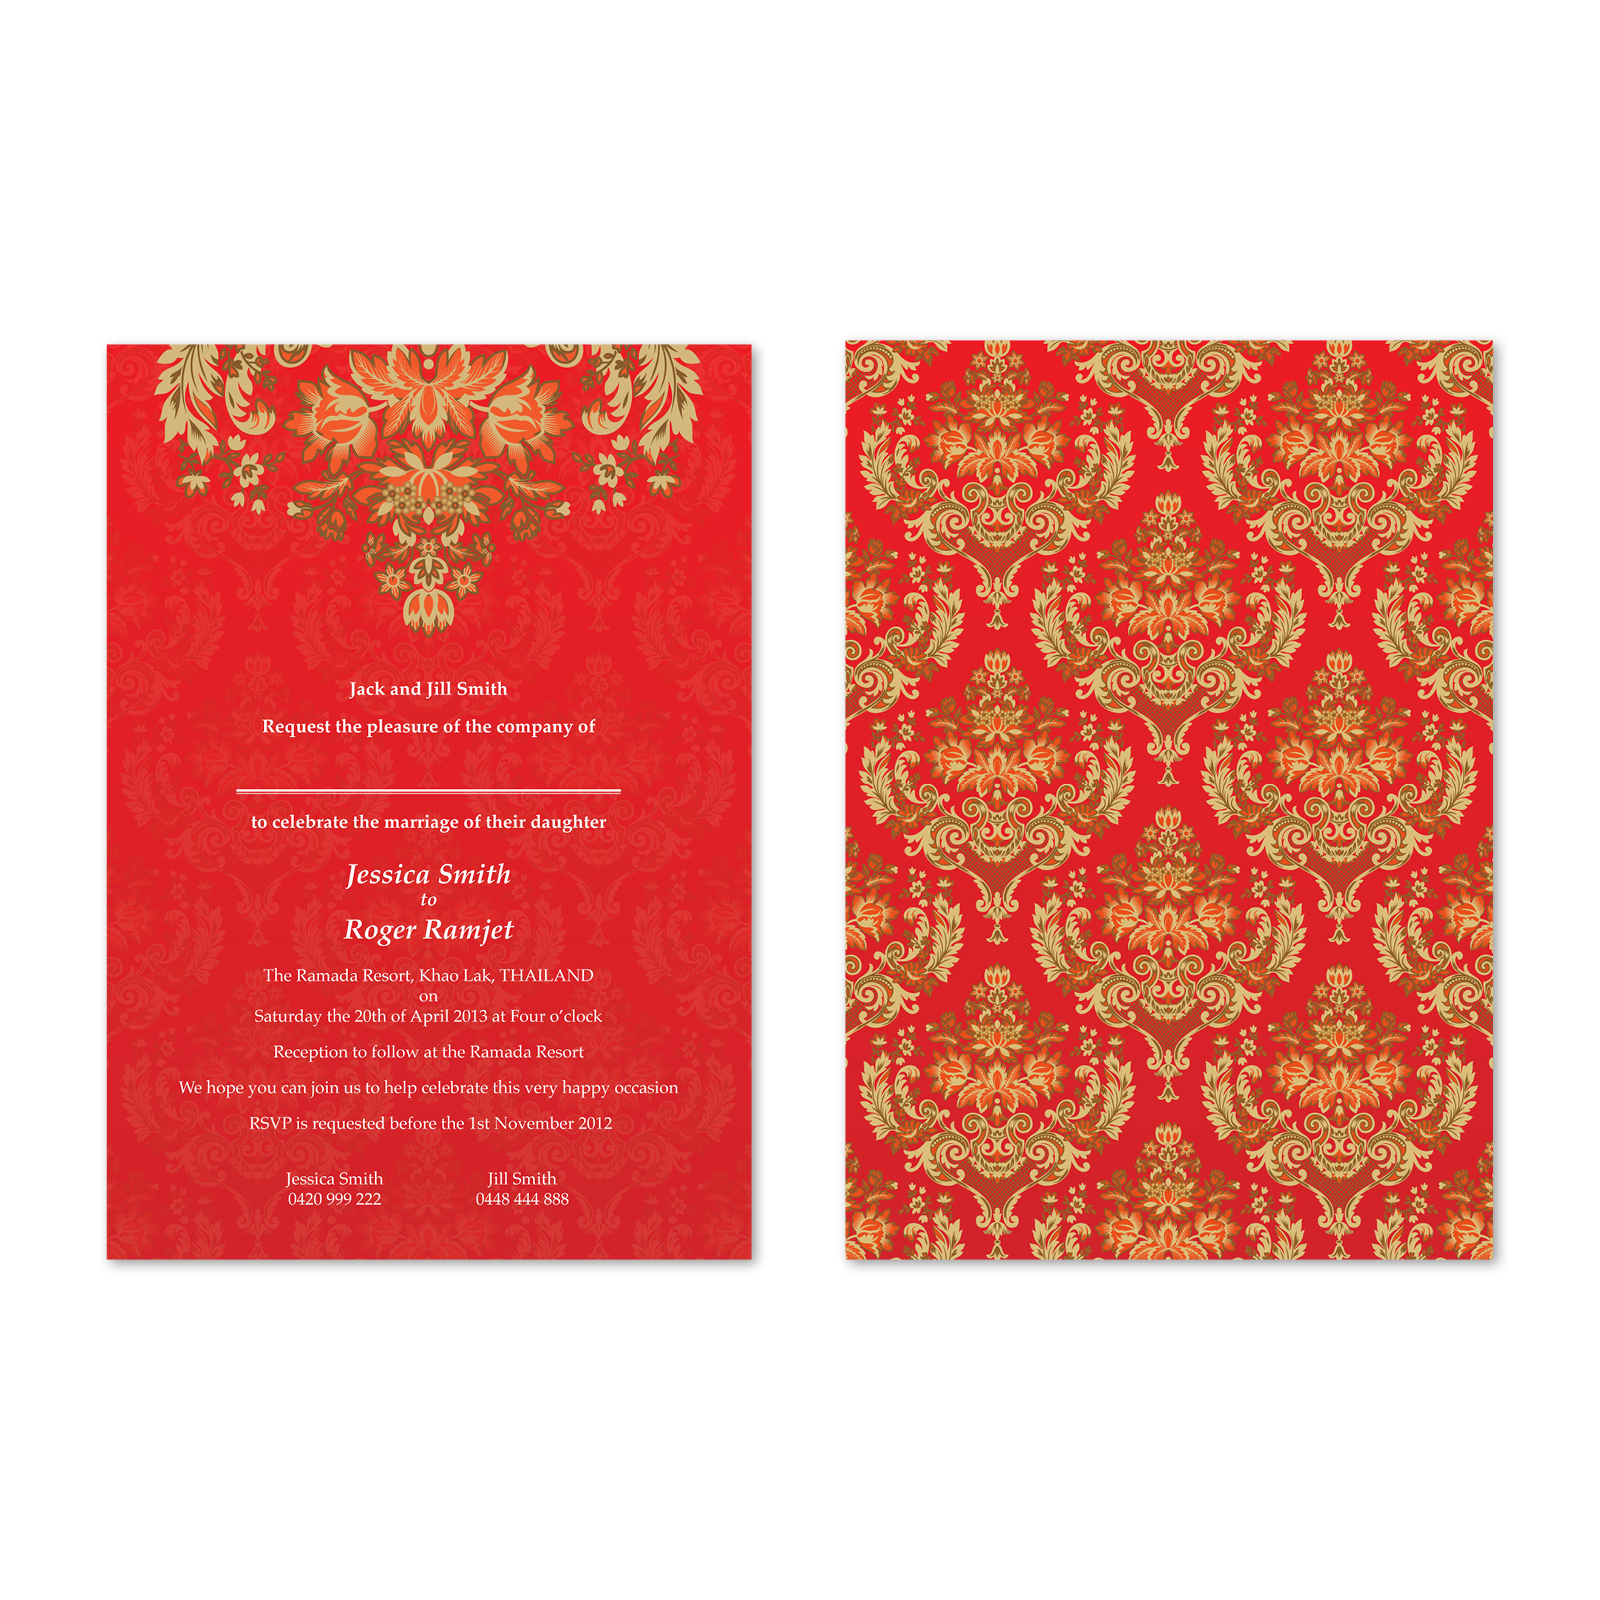 Jack and Jill Smith
Request the pleasure of the company of
to celebrate the marriage of their daughter
Jessica Smith
to
Roger Ramjet
The Ramada Resort, Khao Lak, THAILAND
on
Saturday the 20th of April 2013 at Four o’clock
Reception to follow at the Ramada Resort
We hope you can join us to help celebrate this very happy occasion
RSVP is requested before the 1st November 2012
Jessica Smith
0420 999 222
Jill Smith
0448 444 888